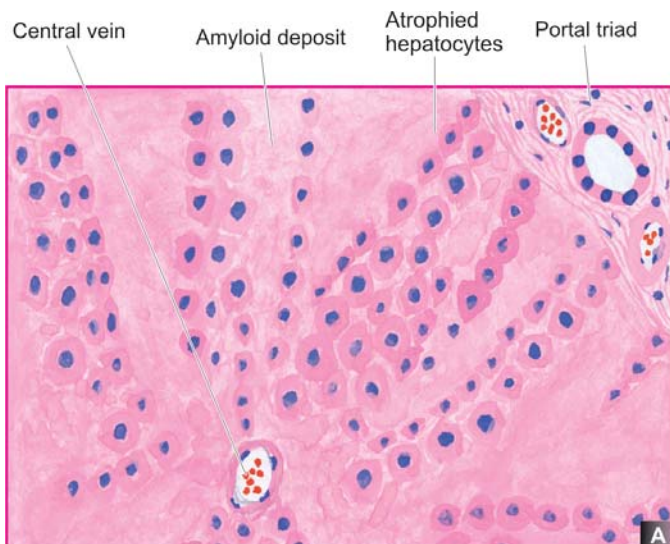 Central vein
Amyloid deposit
Atrophied
hepatocytes
Portal triad
A